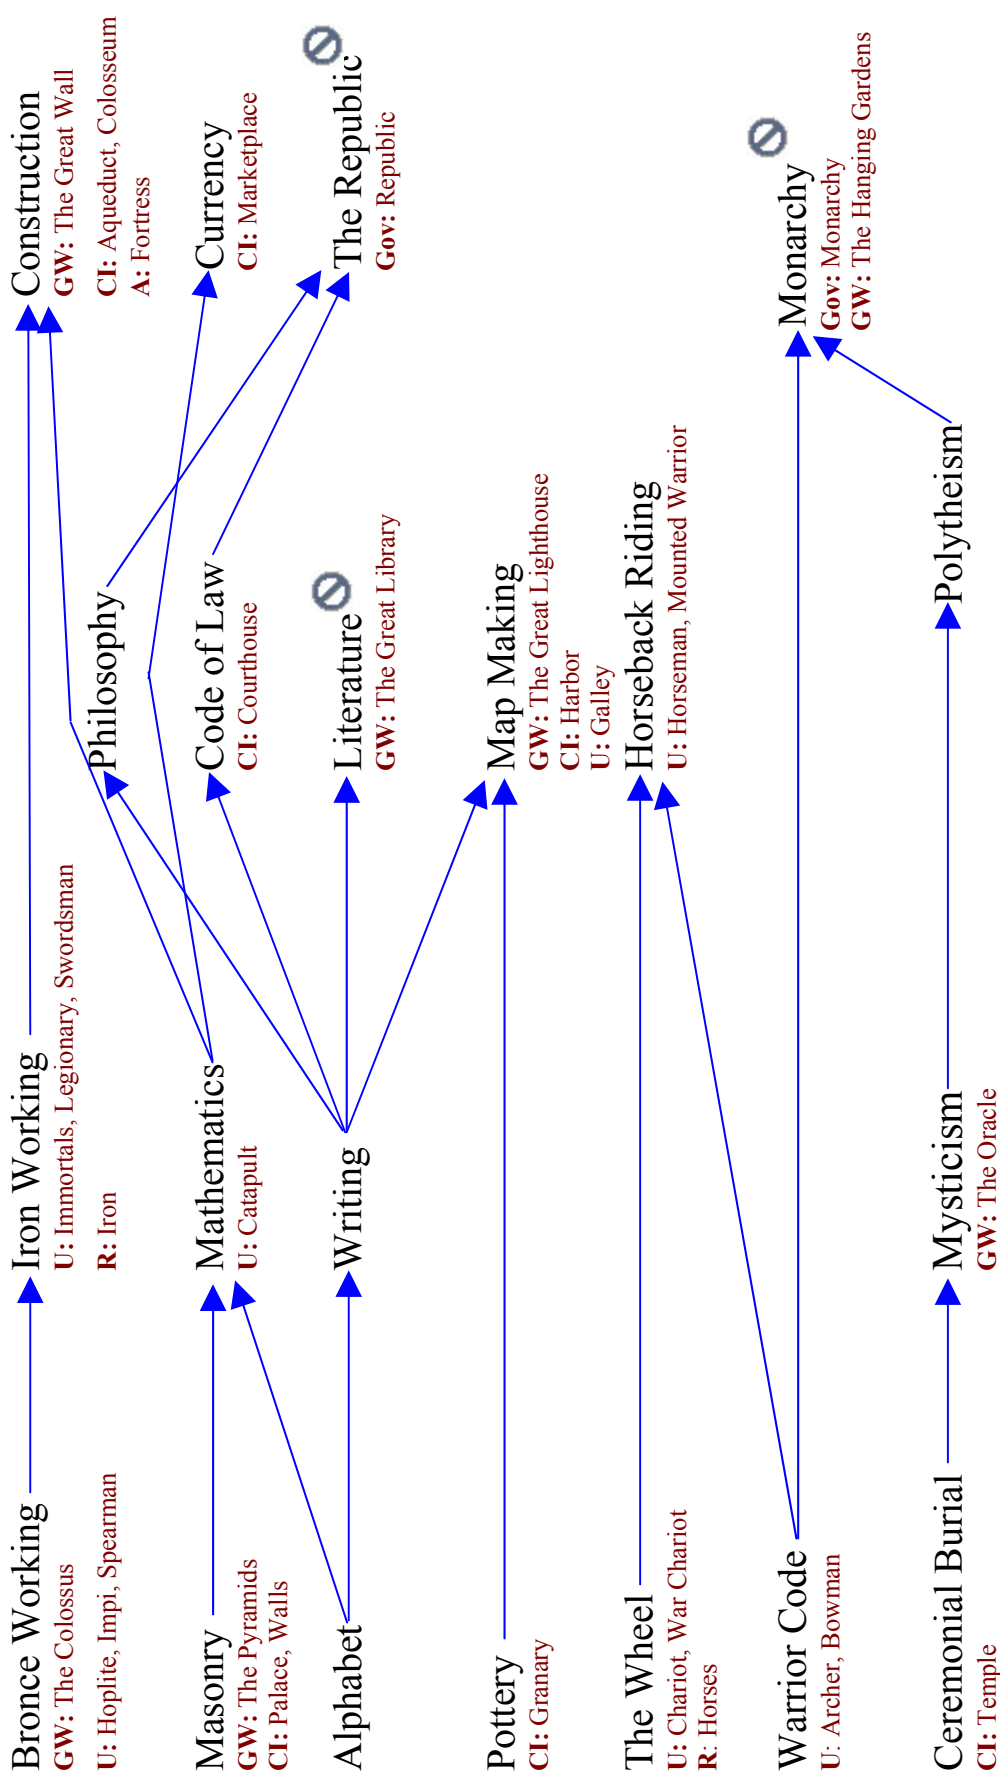 Bronce Working
GW: The Colossus
U: Hoplite, Impi, Spearman
Iron Working
U: Immortals, Legionary, Swordsman
R: Iron
Construction
GW: The Great Wall
CI: Aqueduct, Colosseum
A: Fortress
Philosophy
Masonry
GW: The Pyramids
CI: Palace, Walls
Mathematics
U: Catapult
Code of Law
CI: Courthouse
Currency
CI: Marketplace
Alphabet
Writing
Literature
GW: The Great Library
The Republic
Gov: Republic
Pottery
CI: Granary
Map Making
GW: The Great Lighthouse
CI: Harbor
U: Galley
The Wheel
U: Chariot, War Chariot
R: Horses
Horseback Riding
U: Horseman, Mounted Warrior
Warrior Code
U: Archer, Bowman
Monarchy
Gov: Monarchy
GW: The Hanging Gardens
Ceremonial Burial
CI: Temple
Mysticism
GW: The Oracle
Polytheism